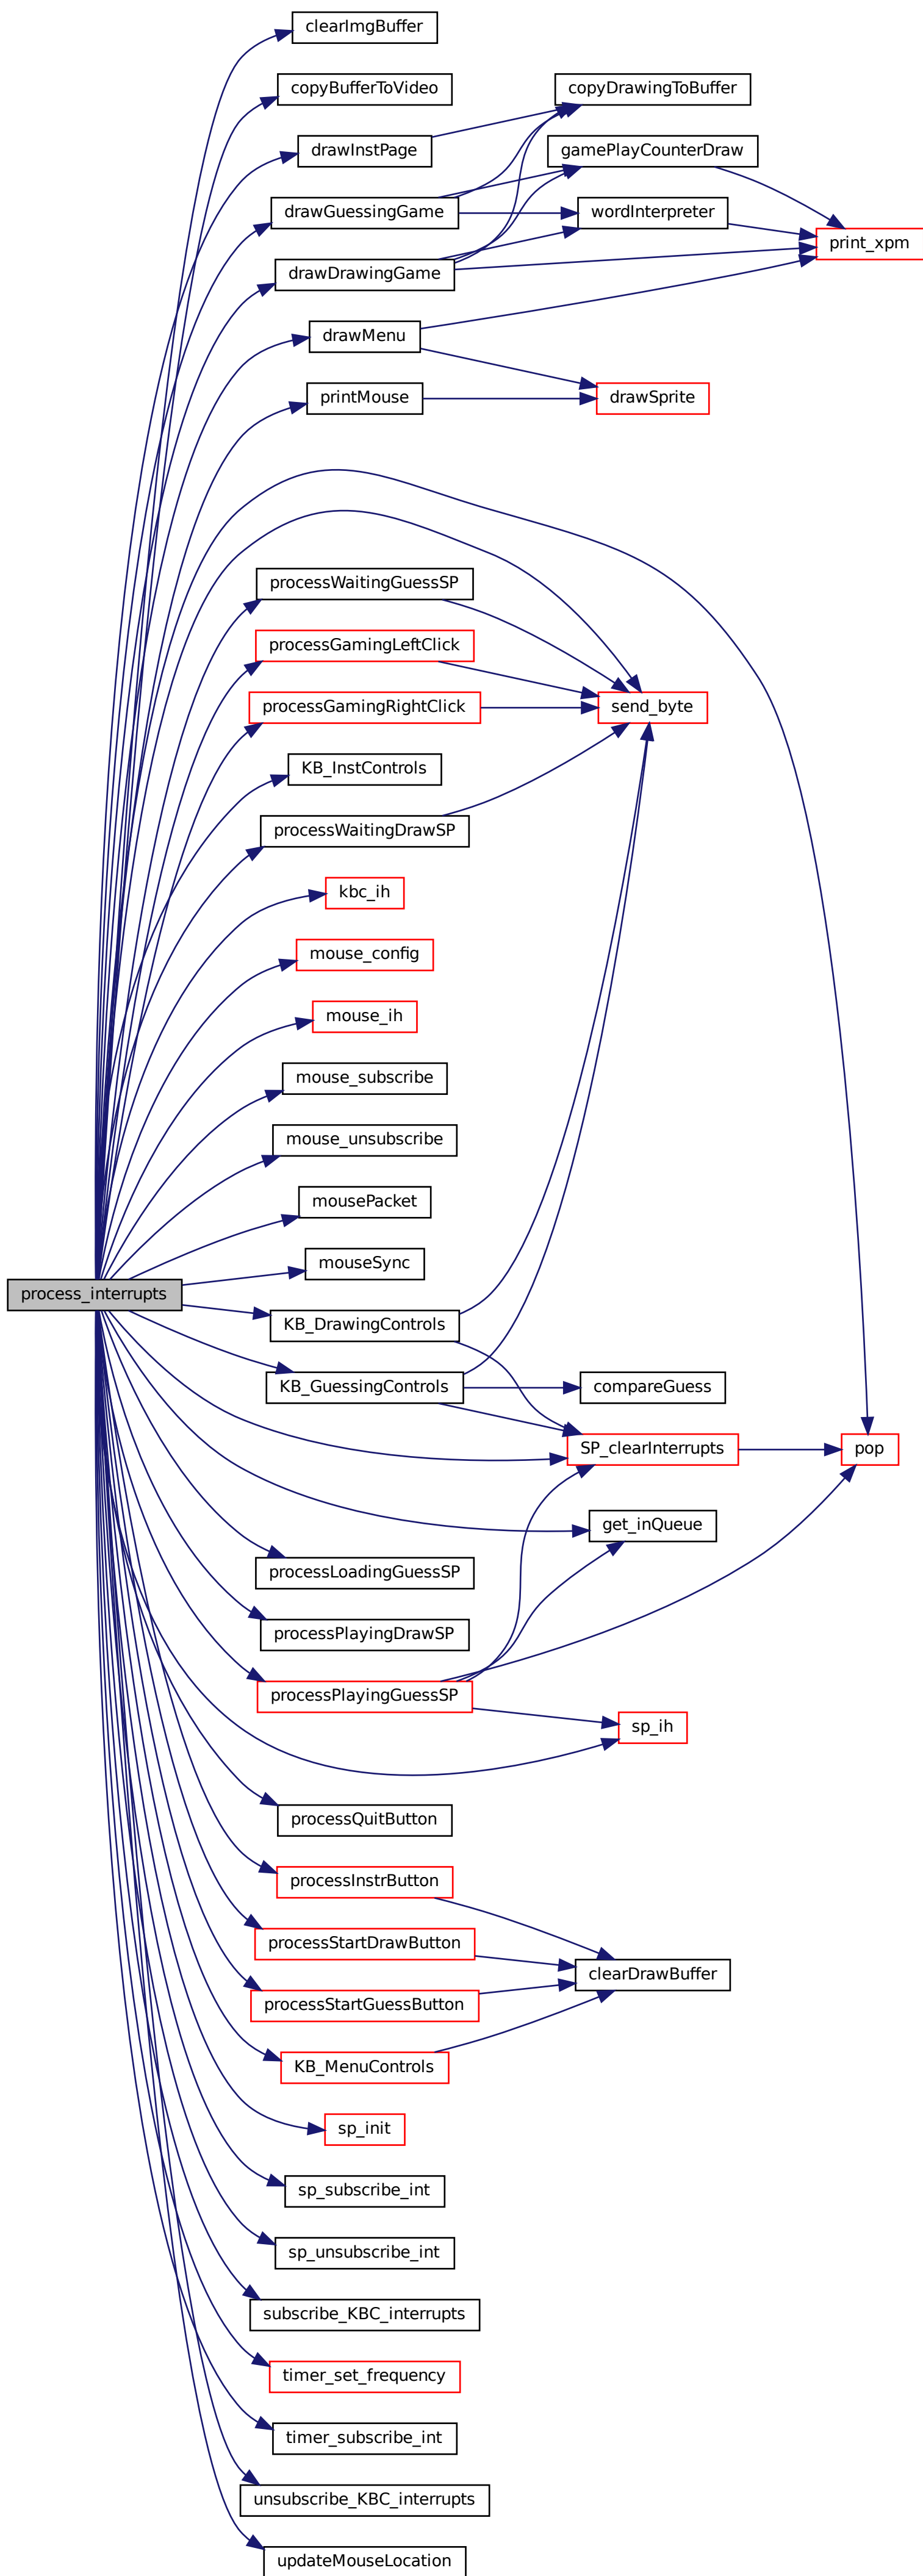 clearImgBuffer
copyBufferToVideo
copyDrawingToBuffer
drawInstPage
gamePlayCounterDraw
drawGuessingGame
wordInterpreter
print_xpm
drawDrawingGame
drawMenu
printMouse
drawSprite
processWaitingGuessSP
processGamingLeftClick
processGamingRightClick
send_byte
KB_InstControls
processWaitingDrawSP
kbc_ih
mouse_config
mouse_ih
mouse_subscribe
mouse_unsubscribe
mousePacket
mouseSync
process_interrupts
KB_DrawingControls
KB_GuessingControls
compareGuess
SP_clearInterrupts
pop
get_inQueue
processLoadingGuessSP
processPlayingDrawSP
processPlayingGuessSP
sp_ih
processQuitButton
processInstrButton
processStartDrawButton
clearDrawBuffer
processStartGuessButton
KB_MenuControls
sp_init
sp_subscribe_int
sp_unsubscribe_int
subscribe_KBC_interrupts
timer_set_frequency
timer_subscribe_int
unsubscribe_KBC_interrupts
updateMouseLocation